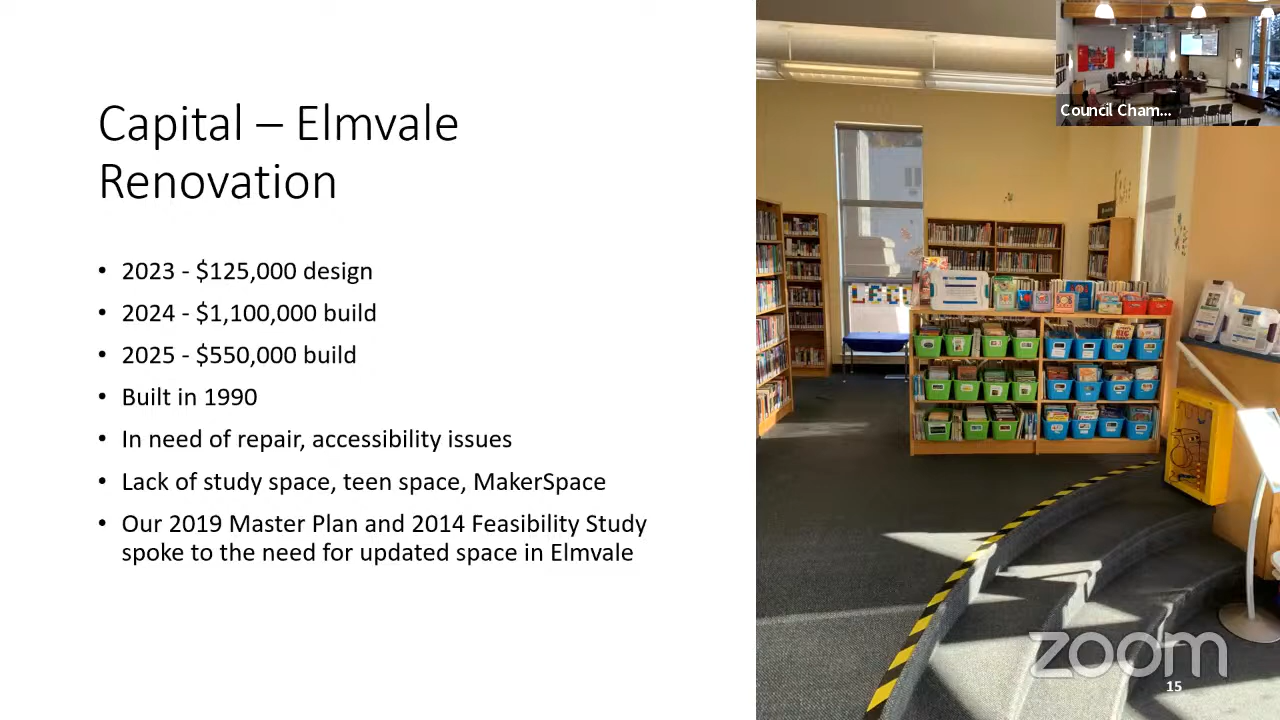 Capital – Elmvale
Renovation
• 2023 - $125,000 design
• 2024 - $1,100,000 build
• 2025 - $550,000 build
• Built in 1990
• In need of repair, accessibility issues
• Lack of study space, teen space, MakerSpace
• Our 2019 Master Plan and 2014 Feasibility Study
spoke to the need for updated space in Elmvale
Council Cham...
zoom
15